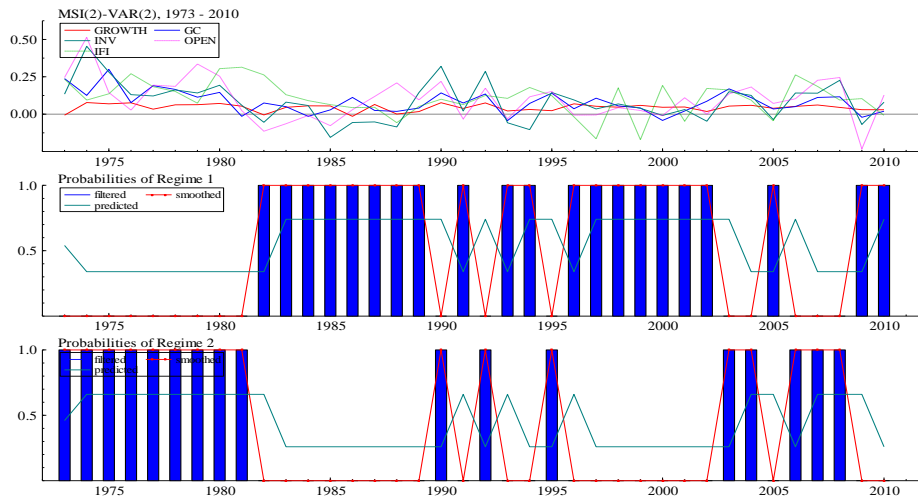 MSI(2)-VAR(2), 1973 - 2010
GROWTH GC
INV OPEN
IFI
0.50
0.25
0.00
1975 1980 1985 1990 1995 2000 2005 2010
Probabilities of Regime 1
1.0
filtered smoothed
predicted
0.5
1975 1980 1985 1990 1995 2000 2005 2010
Probabilities of Regime 2
1.0
filtered smoothed
predicted
0.5
1975 1980 1985 1990 1995 2000 2005 2010